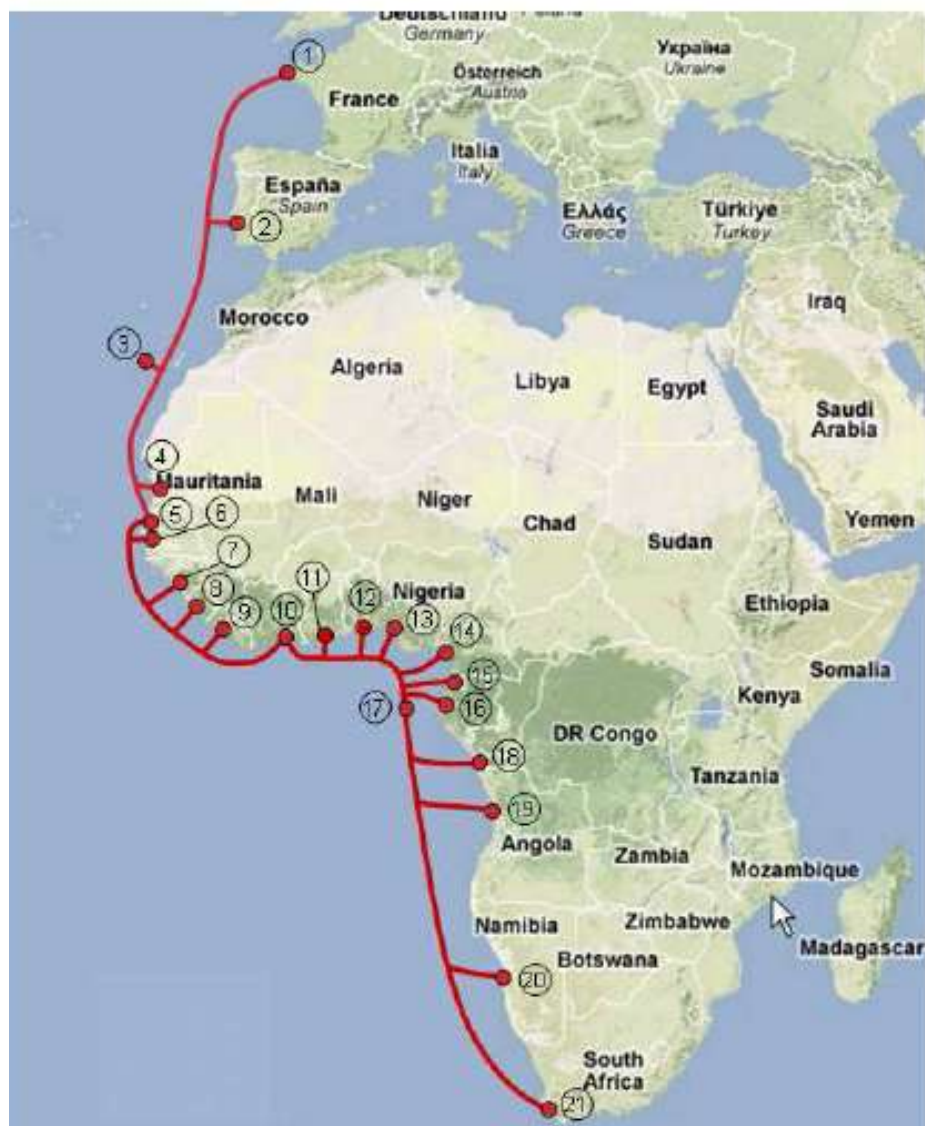 Deutschland
Germany
Україна
Ukraine
1
Österreich
Austria
France
Italia
Italy
España
Spain
2
Ελλάς
Greece
Türkiye
Turkey
Iraq
Morocco
3
Algeria
Libya
Egypt
Saudi
Arabia
4
Mauritania
Mali
Niger
Chad
Sudan
Yemen
5
6
7
8
9
10
11
12
Nigeria
13
14
Ethiopia
Somalia
15
16
17
Kenya
DR Congo
18
Tanzania
19
Angola
Zambia
Mozambique
Namibia
Zimbabwe
Madagascar
Botswana
20
South
Africa
21